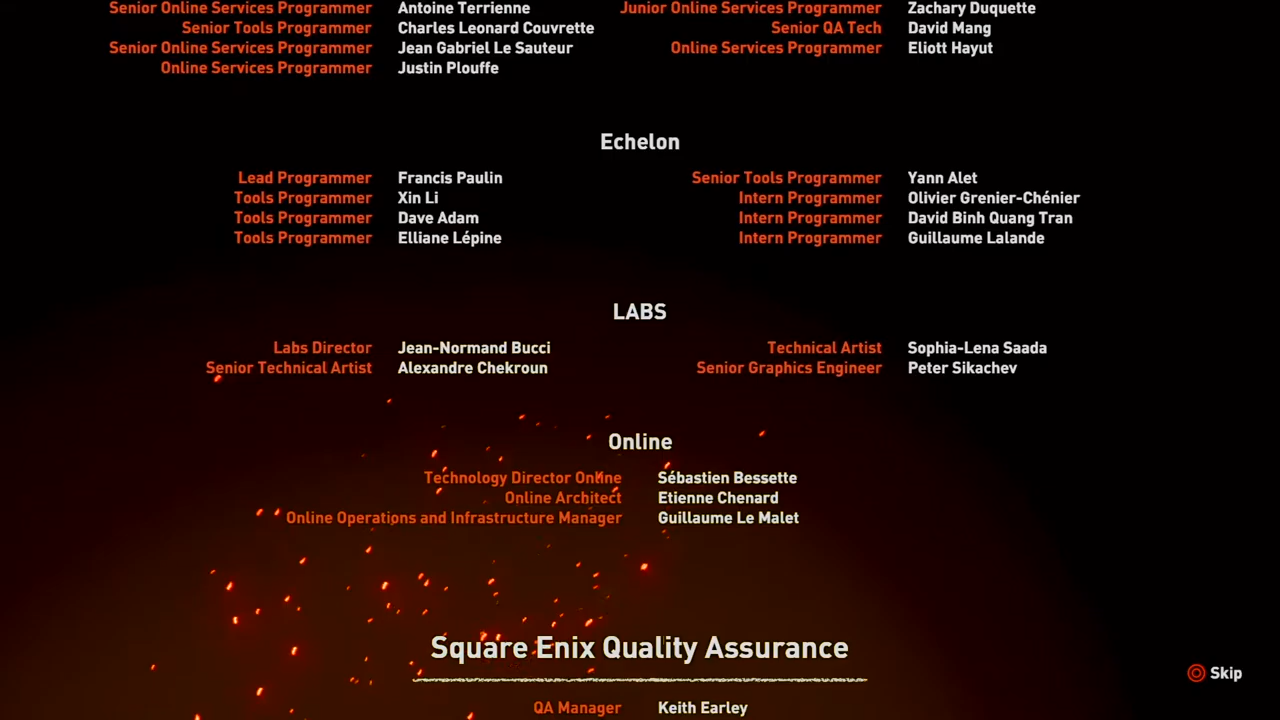 Senior Online Services Programmer Antoine Terrienne Junior Online Services Programmer Zachary Duquette
Senior Tools Programmer Charles Leonard Couvrette Senior QA Tech David Mang
Senior Online Services Programmer Jean Gabriel Le Sauteur Online Services Programmer Eliott Hayut
Online Services Programmer Justin Plouffe
Echelon
Lead Programmer Francis Paulin Senior Tools Programmer Yann Alet
Tools Programmer Xin Li Intern Programmer Olivier Grenier-Chénier
Tools Programmer Dave Adam Intern Programmer David Binh Quang Tran
Tools Programmer Elliane Lépine Intern Programmer Guillaume Lalande
LABS
Labs Director Jean-Normand Bucci Technical Artist Sophia-Lena Saada
Senior Technical Artist Alexandre Chekroun Senior Graphics Engineer Peter Sikachev
Online
Technology Director Online Sébastien Bessette
Online Architect Etienne Chenard
Online Operations and Infrastructure Manager Guillaume Le Malet
Square Enix Quality Assurance
Skip
QA Manager Keith Earley